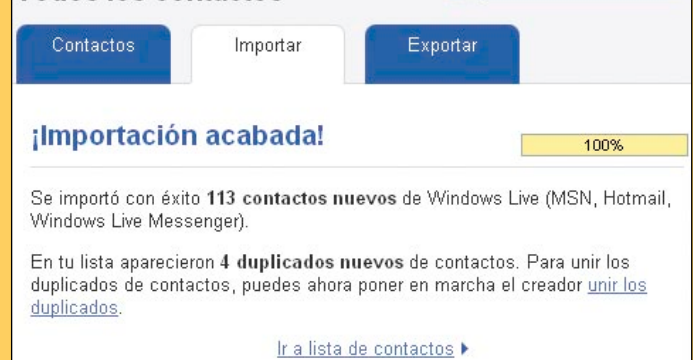 Contactos Importar Exportar
¡Importación acabada!
100%
Se importó con éxito 113 contactos nuevos de Windows Live (MSN, Hotmail,
Windows Live Messenger).
En tu lista aparecieron 4 duplicados nuevos de contactos. Para unir los
duplicados de contactos, puedes ahora poner en marcha el creador unir los
duplicados.
Ir a lista de contactos